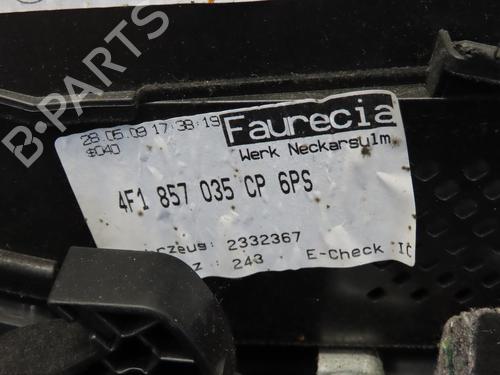 28.05.09 17:38:19
$040
Faurecia
Werk Neckarsulm
4F1 857 035 CP 6PS
rzeug: 2332367
z : 243 E-Check I
B-Parts